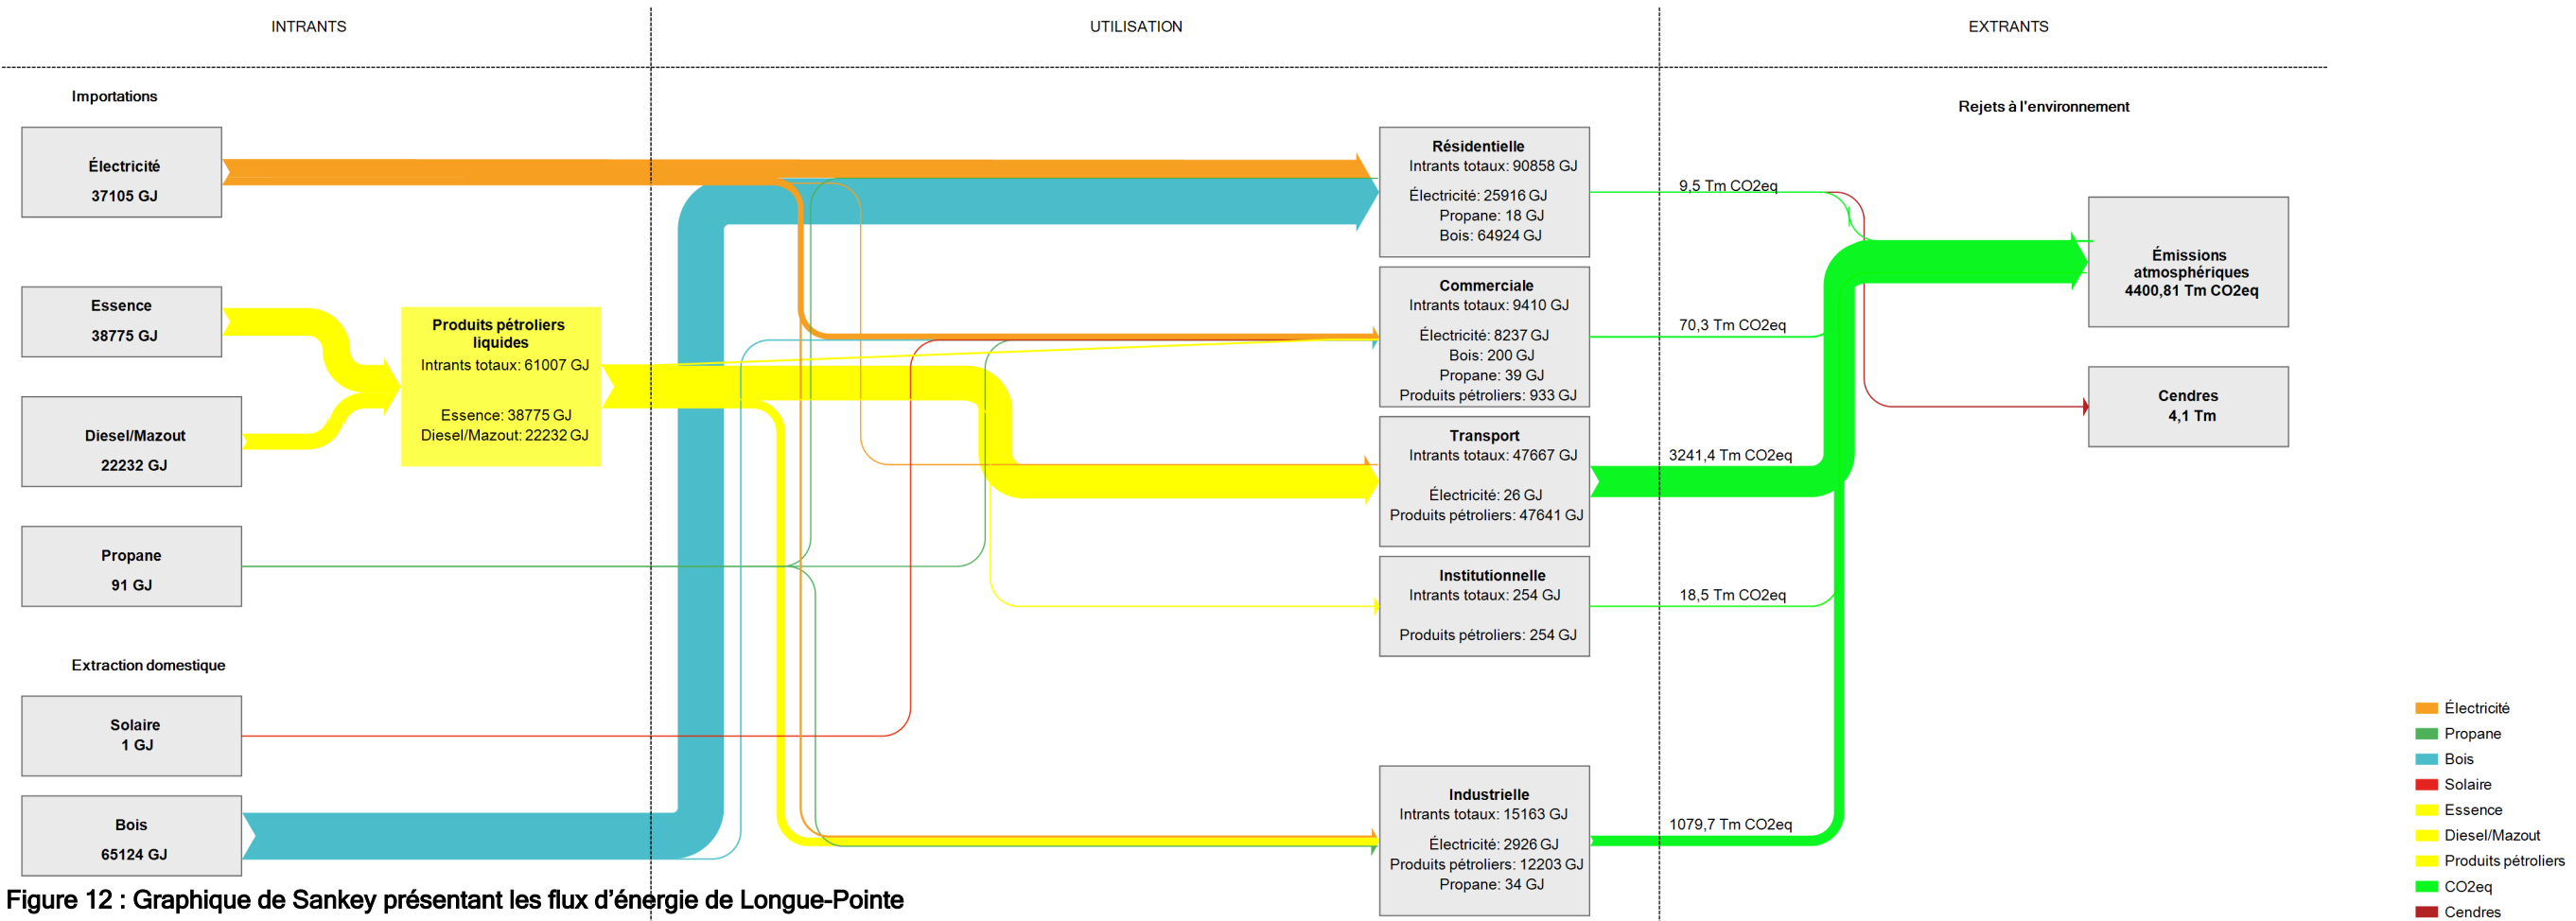 INTRANTS
UTILISATION
EXTRANTS
Importations
Rejets à l'environnement
Électricité
37105 GJ
Essence
38775 GJ
Diesel/Mazout
22232 GJ
Propane
91 GJ
Extraction domestique
Solaire
1 GJ
Bois
65124 GJ
Produits pétroliers
liquides
Intrants totaux: 61007 GJ
Essence: 38775 GJ
Diesel/Mazout: 22232 GJ
Résidentielle
Intrants totaux: 90858 GJ
Électricité: 25916 GJ
Propane: 18 GJ
Bois: 64924 GJ
Commerciale
Intrants totaux: 9410 GJ
Électricité: 8237 GJ
Bois: 200 GJ
Propane: 39 GJ
Produits pétroliers: 933 GJ
Transport
Intrants totaux: 47667 GJ
Électricité: 26 GJ
Produits pétroliers: 47641 GJ
Institutionnelle
Intrants totaux: 254 GJ
Produits pétroliers: 254 GJ
Industrielle
Intrants totaux: 15163 GJ
Électricité: 2926 GJ
Produits pétroliers: 12203 GJ
Propane: 34 GJ
9,5 Tm CO2eq
70,3 Tm CO2eq
3241,4 Tm CO2eq
18,5 Tm CO2eq
1079,7 Tm CO2eq
Émissions
atmosphériques
4400,81 Tm CO2eq
Cendres
4,1 Tm
Électricité
Propane
Bois
Solaire
Essence
Diesel/Mazout
Produits pétroliers
CO2eq
Cendres
Figure 12 : Graphique de Sankey présentant les flux d’énergie de Longue-Pointe